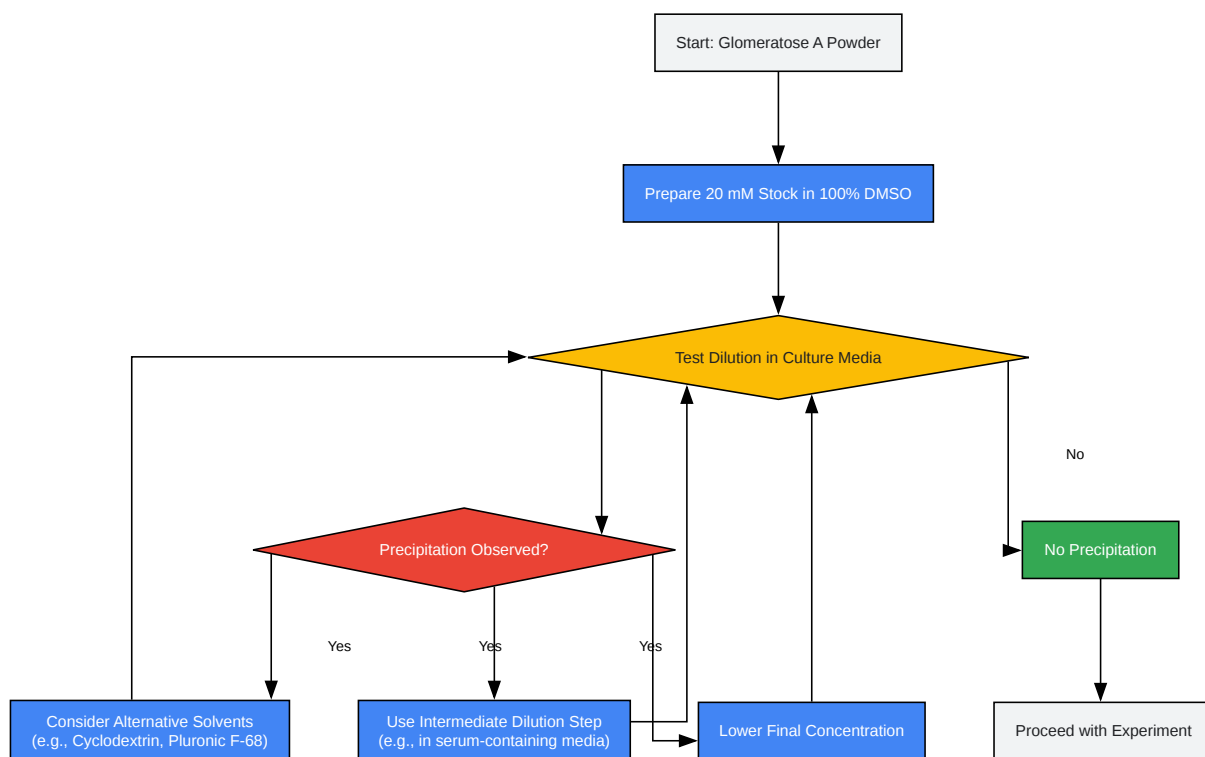 Start: Glomeratose A Powder
Prepare 20 mM Stock in 100% DMSO
Test Dilution in Culture Media
No
Precipitation Observed?
No Precipitation
Yes
Yes
Yes
Consider Alternative Solvents
(e.g., Cyclodextrin, Pluronic F-68)
Use Intermediate Dilution Step
(e.g., in serum-containing media)
Lower Final Concentration
Proceed with Experiment